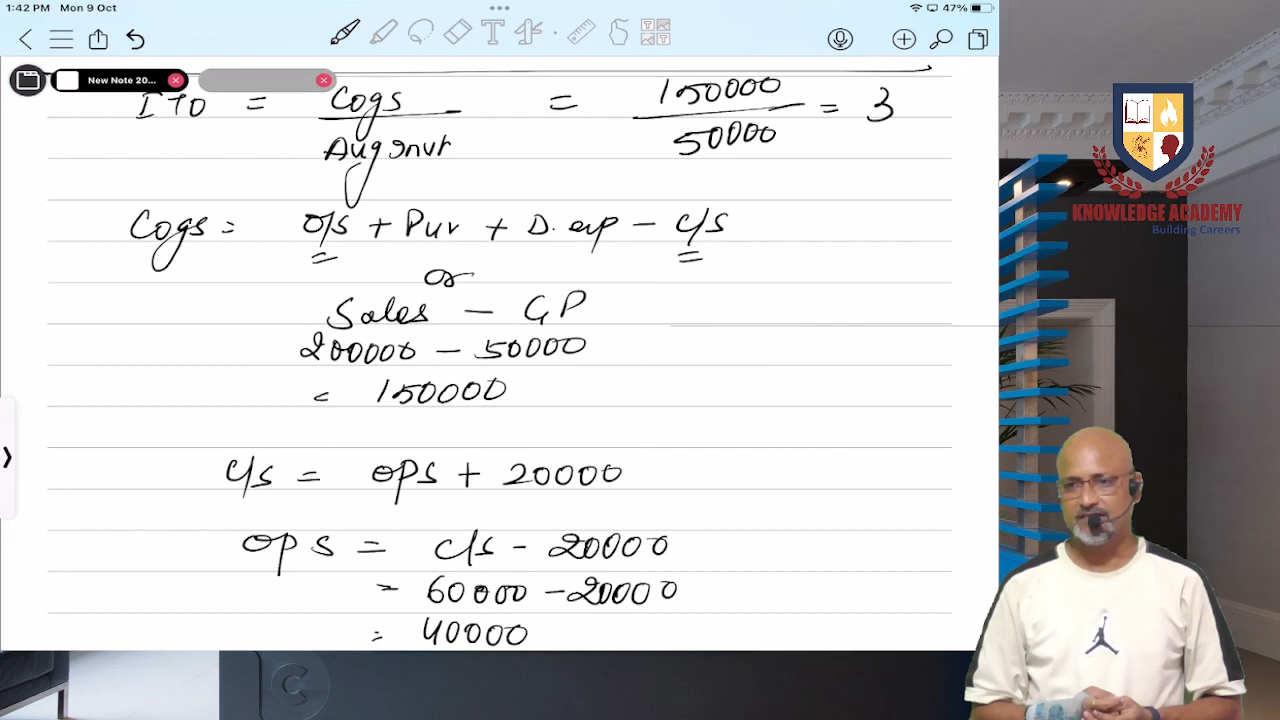 1:42 PM Mon 9 Oct
47%
New Note 20...
ITO = Cogs = 150000 = 3
Avg Invt 50000
Cogs = O/S + Pur + D. exp - C/S
or
Sales - GP
200000 - 50000
= 150000
C/S = OPS + 20000
OPS = C/S - 20000
= 60000 - 20000
= 40000
KNOWLEDGE ACADEMY
Building Careers